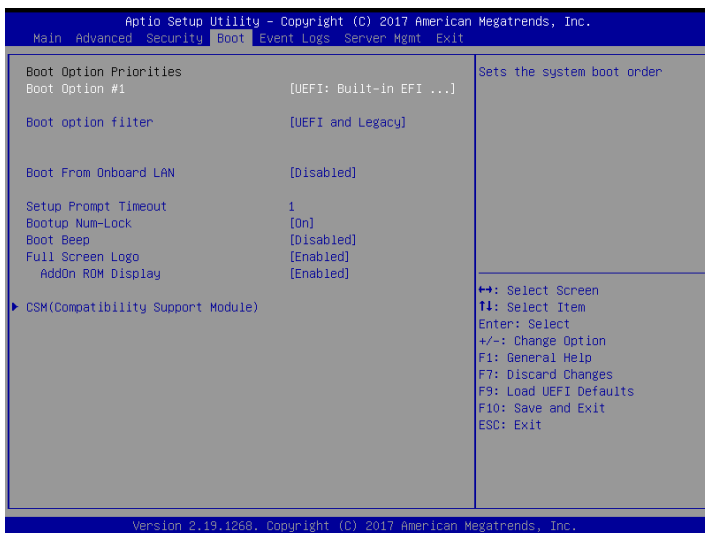 Aptio Setup Utility – Copyright (C) 2017 American Megatrends, Inc.
Main Advanced Security Boot Event Logs Server Mgmt Exit
Boot Option Priorities
Boot Option #1 [UEFI: Built-in EFI ...]
Boot option filter [UEFI and Legacy]
Boot From Onboard LAN [Disabled]
Setup Prompt Timeout 1
Bootup Num-Lock [On]
Boot Beep [Disabled]
Full Screen Logo [Enabled]
AddOn ROM Display [Enabled]
▶ CSM(Compatibility Support Module)
Sets the system boot order
↔: Select Screen
↑↓: Select Item
Enter: Select
+/-: Change Option
F1: General Help
F7: Discard Changes
F9: Load UEFI Defaults
F10: Save and Exit
ESC: Exit
Version 2.19.1268. Copyright (C) 2017 American Megatrends, Inc.